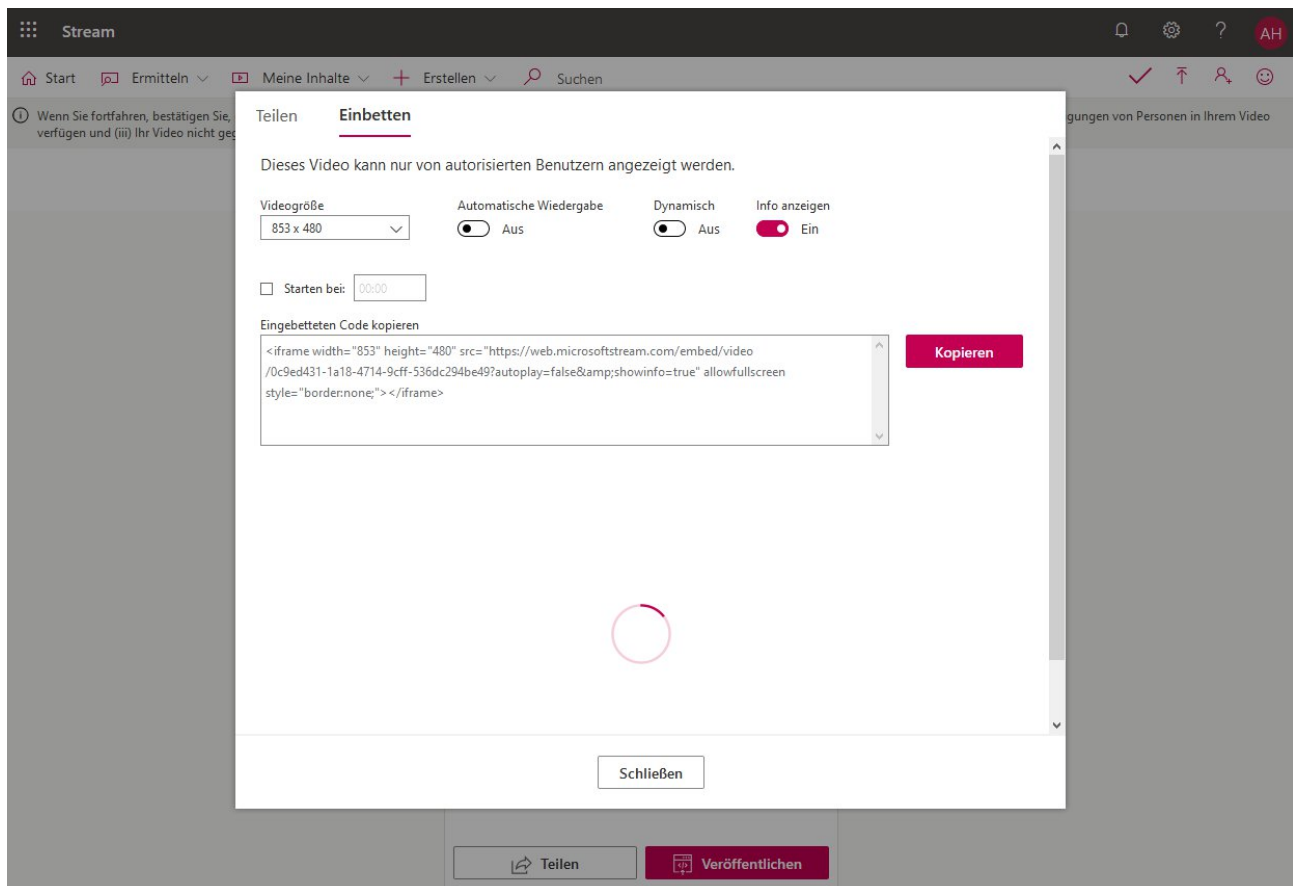 Stream
AH
Start Ermitteln Meine Inhalte Erstellen Suchen
Wenn Sie fortfahren, bestätigen Sie,
verfügen und (iii) Ihr Video nicht
von Personen in Ihrem Video
Teilen Einbetten
Dieses Video kann nur von autorisierten Benutzern angezeigt werden.
Videogröße Automatische Wiedergabe Dynamisch Info anzeigen
853 x 480 Aus Aus Ein
Starten bei: 00:00
Eingebetteten Code kopieren
<iframe width="853" height="480" src="https://web.microsoftstream.com/embed/video
/0c9ed431-1a18-4714-9cff-536dc294be49?autoplay=false&amp;showinfo=true" allowfullscreen
style="border:none;"></iframe>
Kopieren
Schließen
Teilen Veröffentlichen